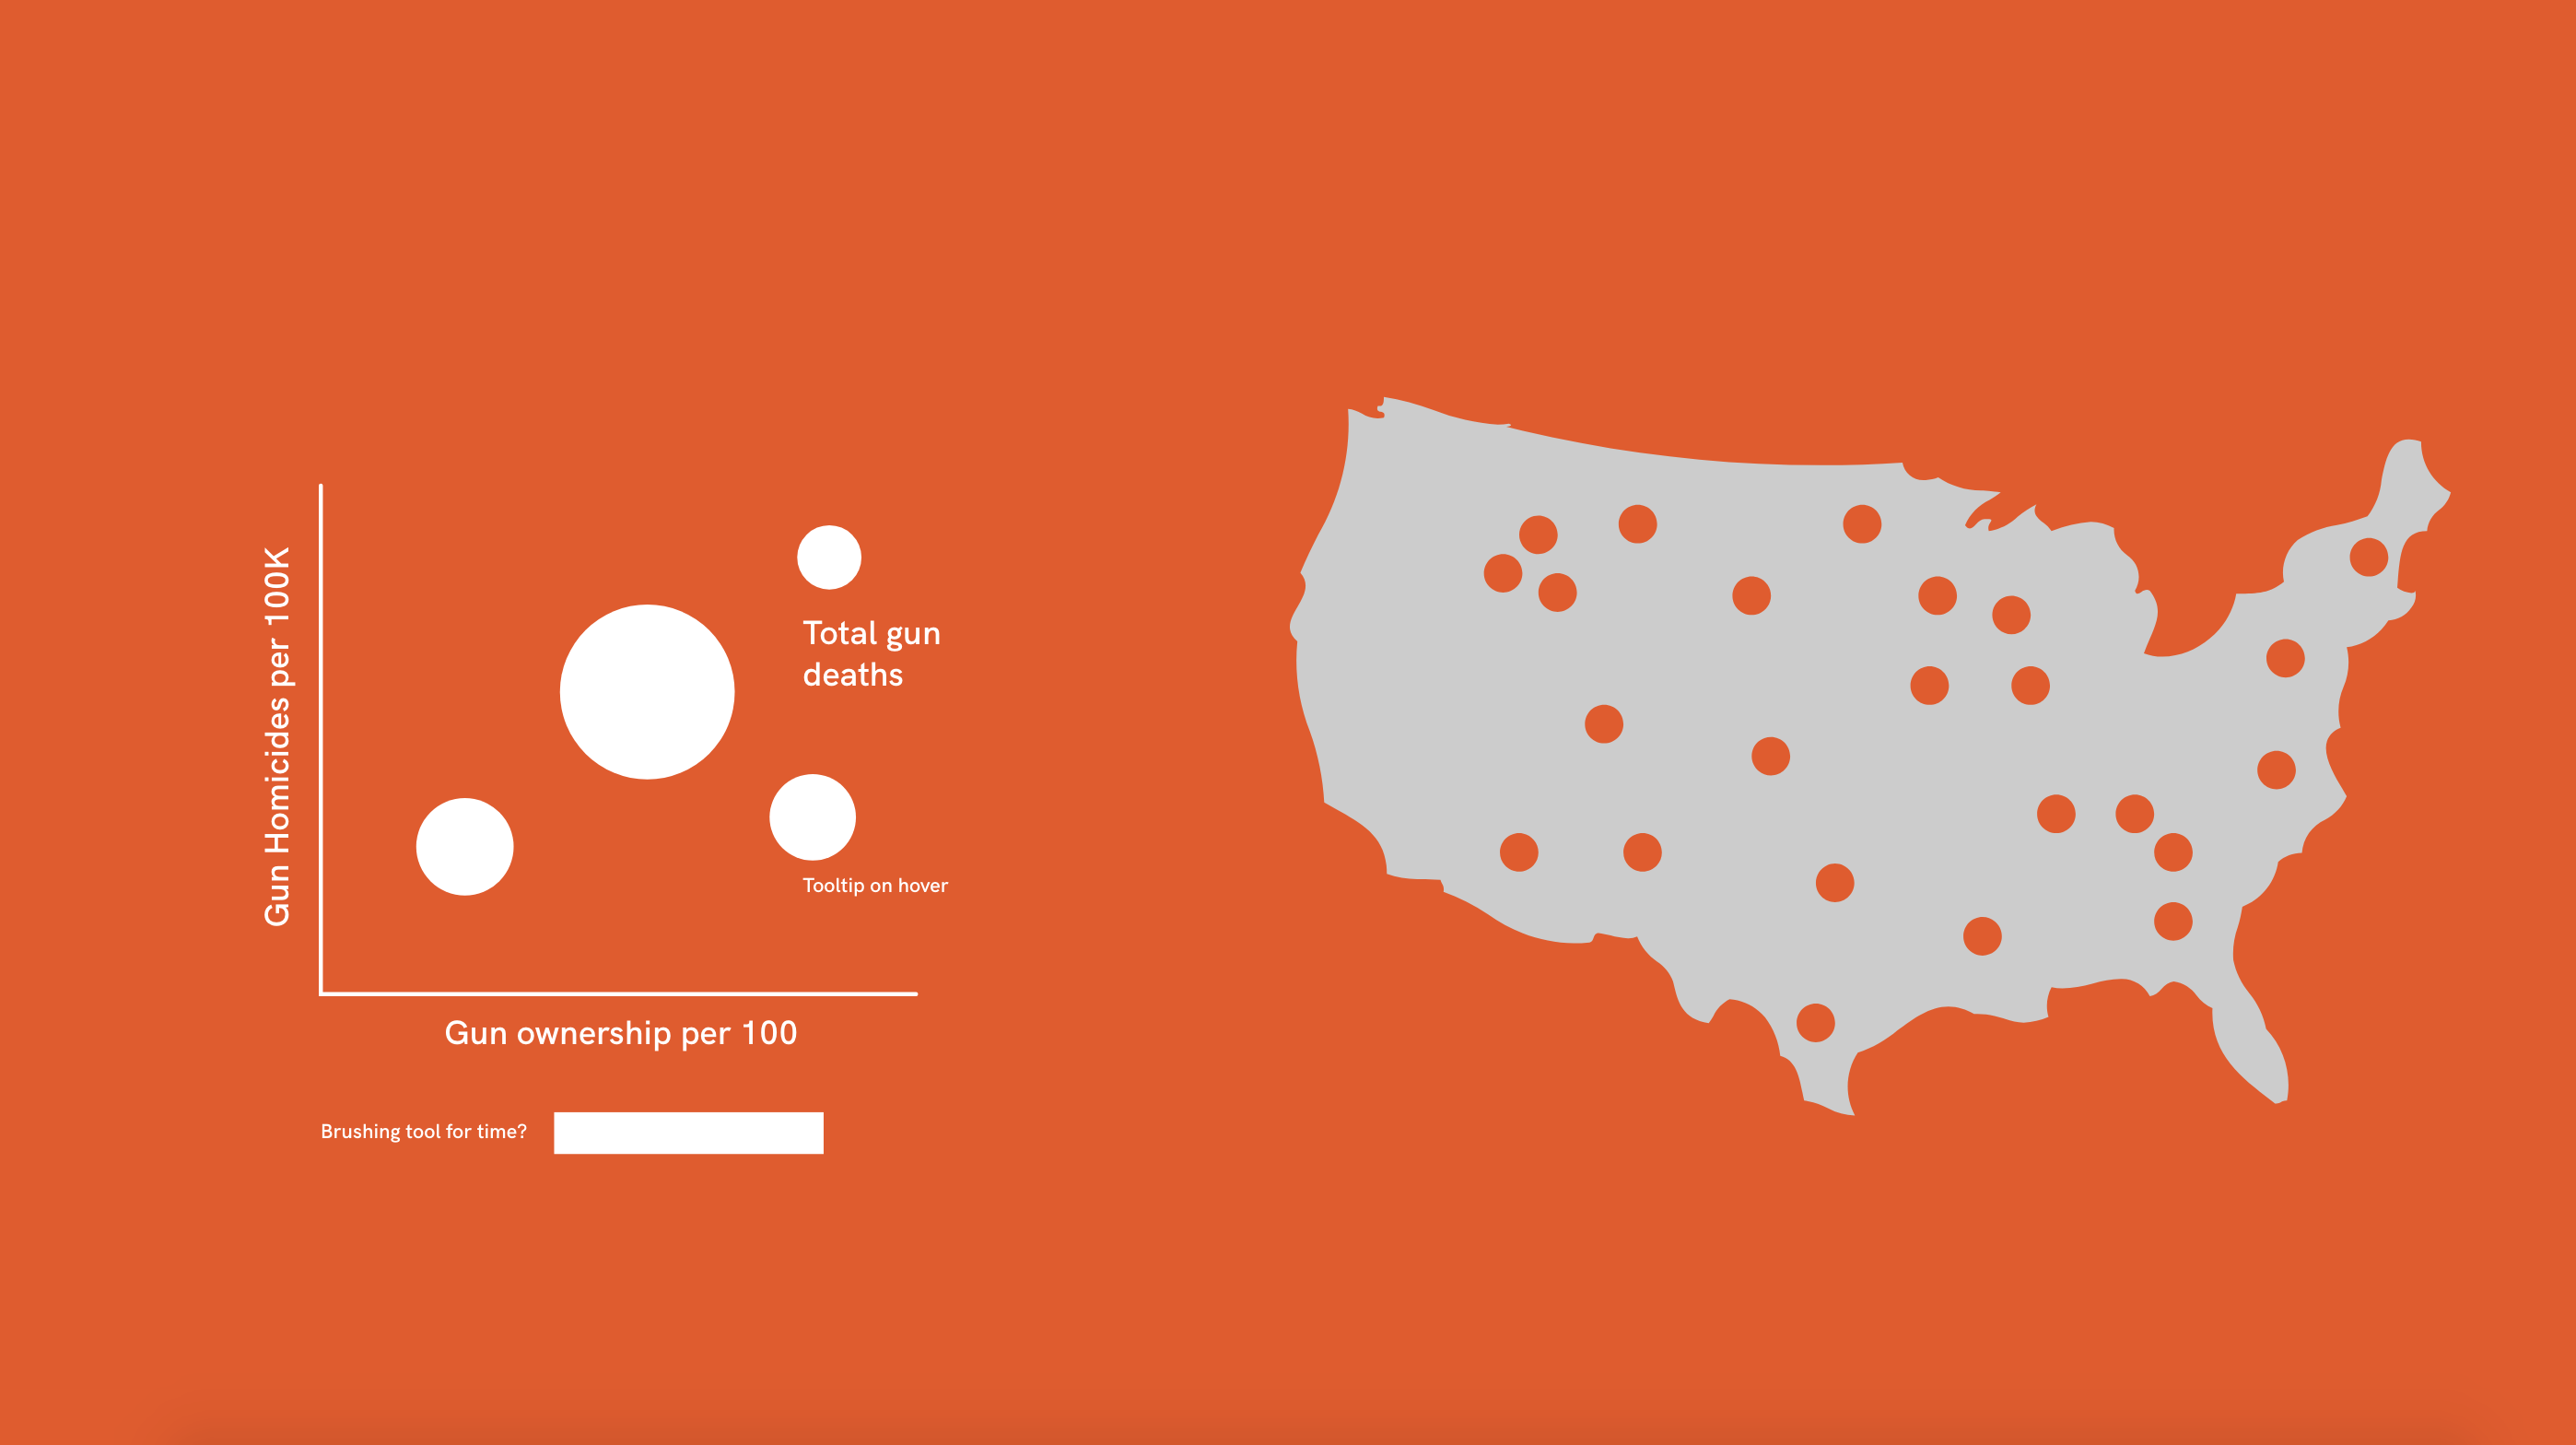 Gun Homicides per 100K
Total gun
deaths
Tooltip on hover
Gun ownership per 100
Brushing tool for time?